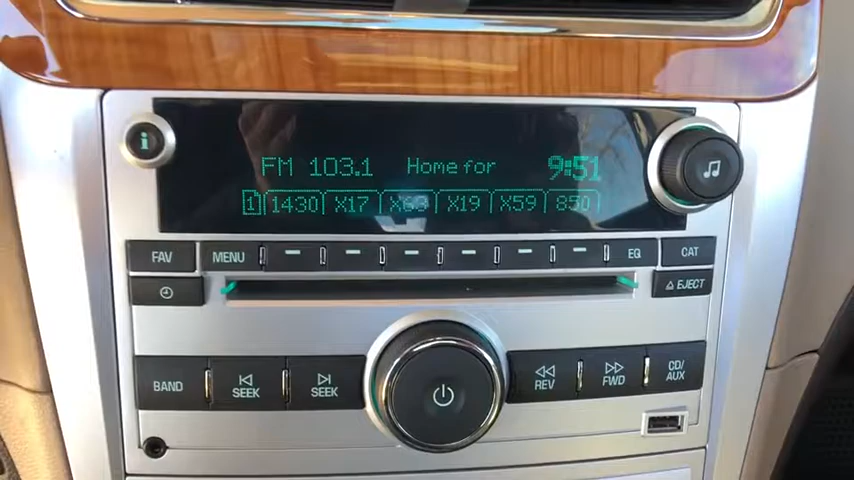 i
FM 103.1 Home for 9:51
1 1430 X17 X63 X19 X59 850
FAV MENU EQ CAT
EJECT
BAND SEEK SEEK REV FWD CD/
AUX